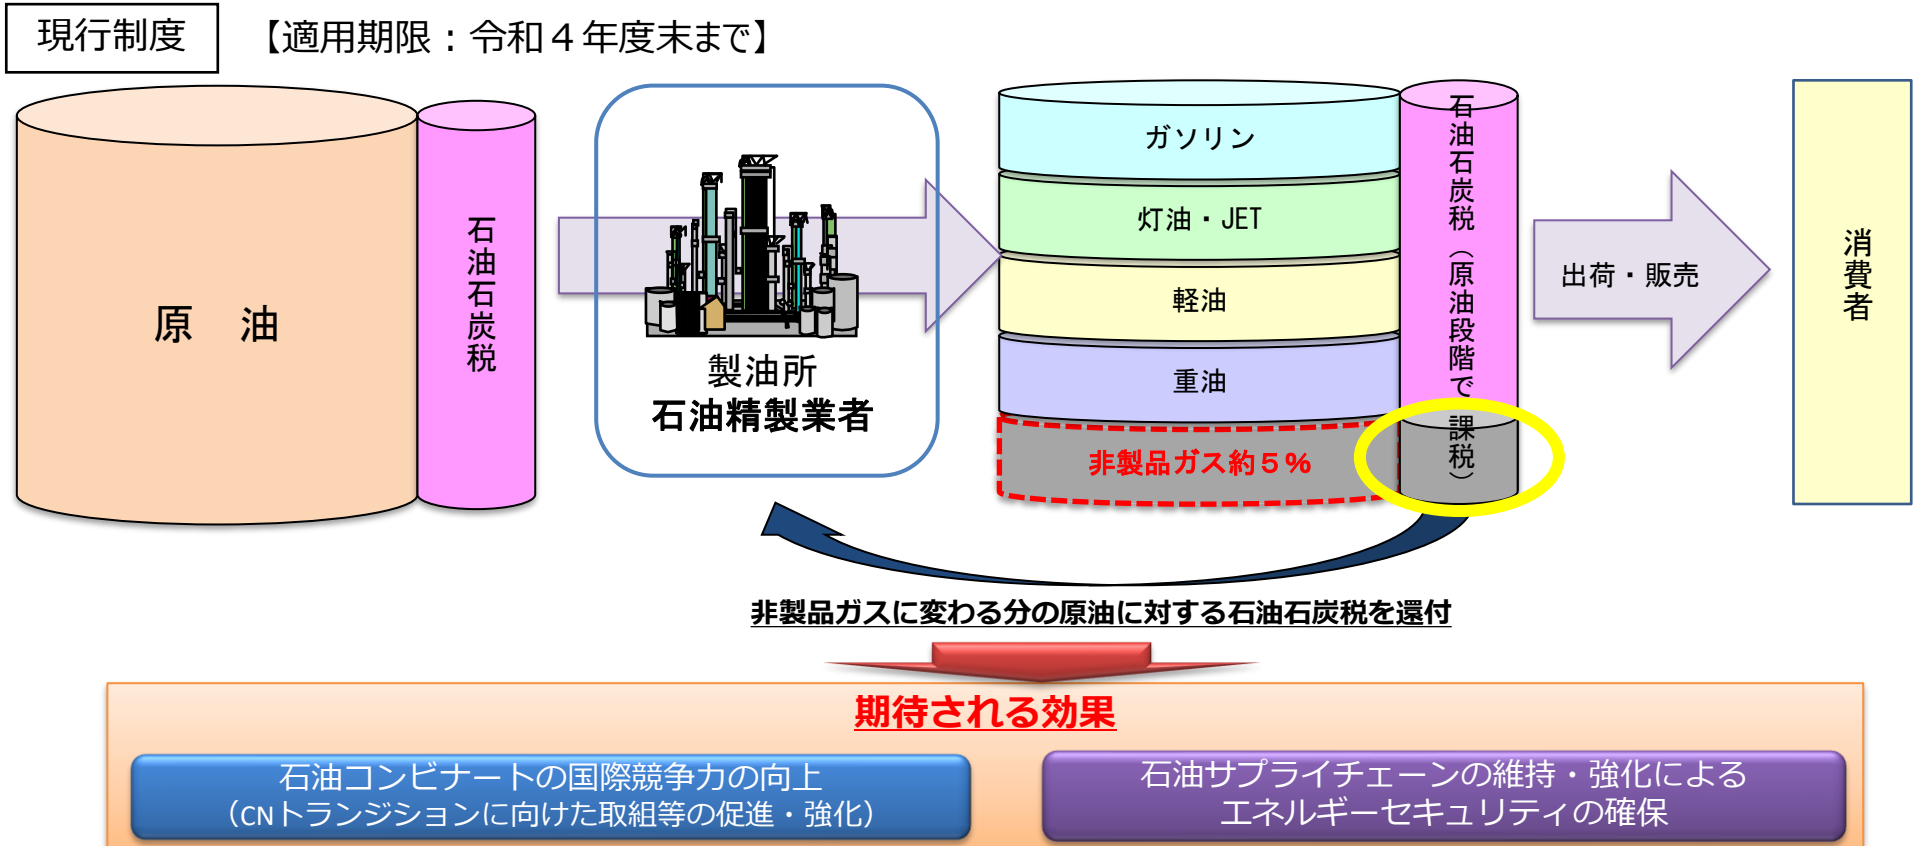 現行制度
【適用期限：令和４年度末まで】
原　油
石油石炭税
製油所
石油精製業者
ガソリン
灯油・JET
軽油
重油
非製品ガス約５％
石油石炭税（原油段階で課税）
出荷・販売
消費者
非製品ガスに変わる分の原油に対する石油石炭税を還付
期待される効果
石油コンビナートの国際競争力の向上
（CNトランジションに向けた取組等の促進・強化）
石油サプライチェーンの維持・強化による
エネルギーセキュリティの確保